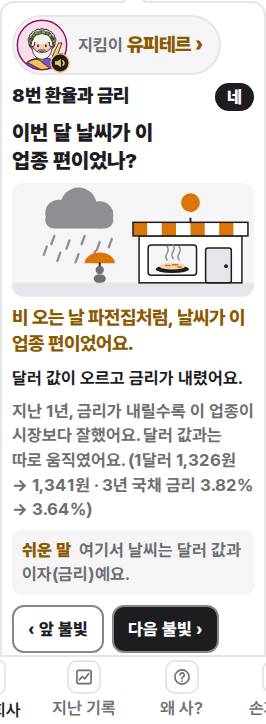 지킴이 유피테르 ›
8번 환율과 금리
네
이번 달 날씨가 이
업종 편이었나?
비 오는 날 파전집처럼, 날씨가 이
업종 편이었어요.
달러 값이 오르고 금리가 내렸어요.
지난 1년, 금리가 내릴수록 이 업종이
시장보다 잘했어요. 달러 값과는
따로 움직였어요. (1달러 1,326원
→ 1,341원 · 3년 국채 금리 3.82%
→ 3.64%)
쉬운 말 여기서 날씨는 달러 값과
이자(금리)예요.
‹ 앞 불빛
다음 불빛 ›
지난 기록
왜 사?